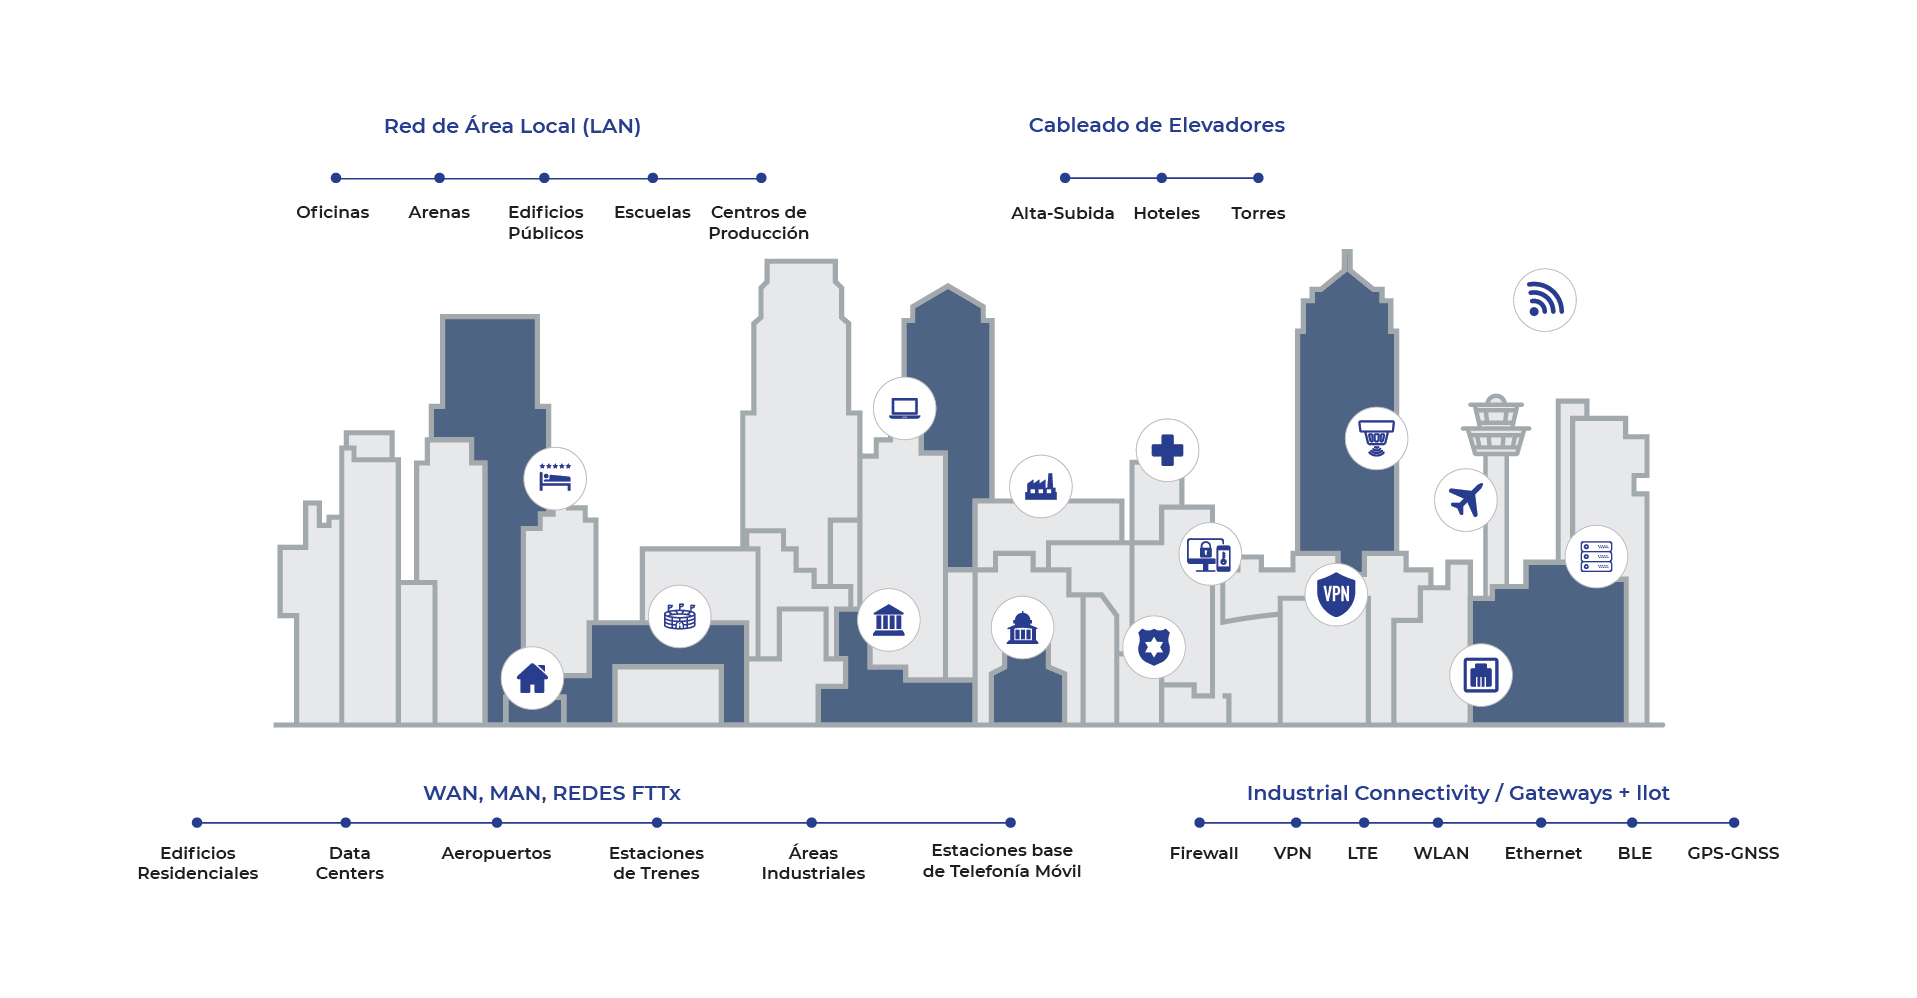 Red de Área Local (LAN)
Oficinas
Arenas
Edificios
Públicos
Escuelas
Centros de
Producción
Cableado de Elevadores
Alta-Subida
Hoteles
Torres
VPN
WAN, MAN, REDES FTTx
Edificios
Residenciales
Data
Centers
Aeropuertos
Estaciones
de Trenes
Áreas
Industriales
Estaciones base
de Telefonía Móvil
Industrial Connectivity / Gateways + llot
Firewall
VPN
LTE
WLAN
Ethernet
BLE
GPS-GNSS